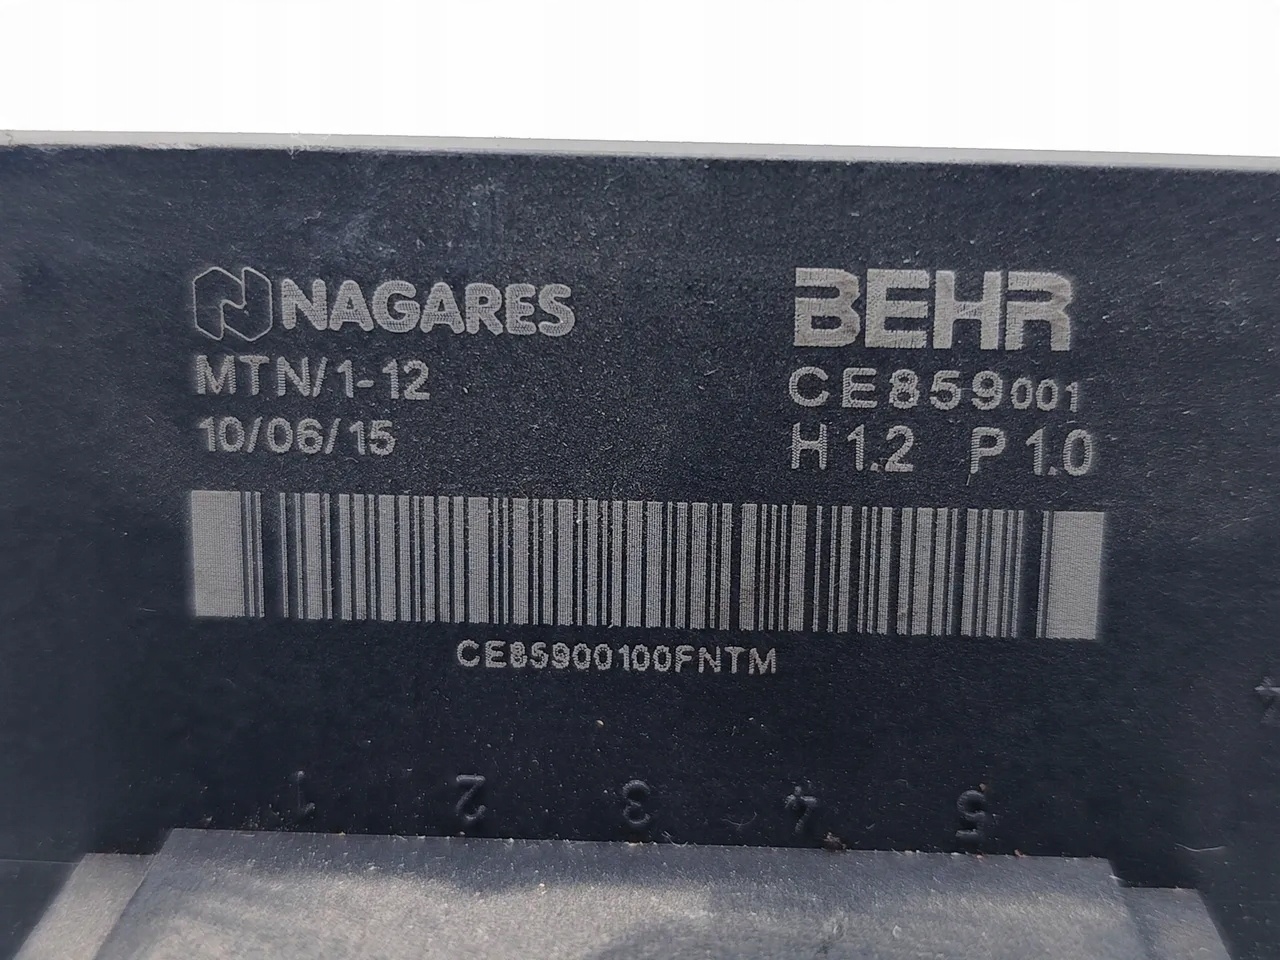 NAGARES
MTN/1-12
10/06/15
BEHR
CE859001
H1.2 P1.0
CE85900100FNTM
1 2 3 4 5